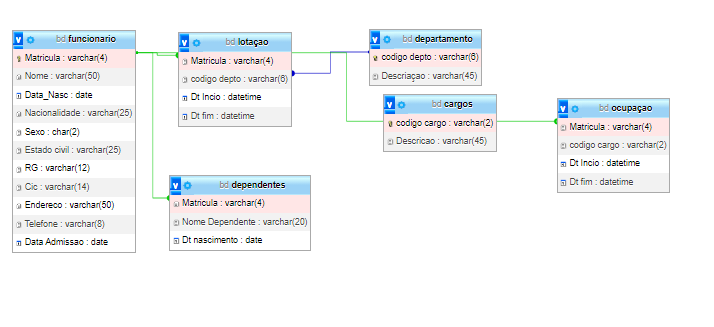 bd funcionario
Matricula : varchar(4)
Nome : varchar(50)
Data_Nasc : date
Nacionalidade : varchar(25)
Sexo : char(2)
Estado civil : varchar(25)
RG : varchar(12)
Cic : varchar(14)
Endereco : varchar(50)
Telefone : varchar(8)
Data Admissao : date
bd lotaçao
Matricula : varchar(4)
codigo depto : varchar(6)
Dt Incio : datetime
Dt fim : datetime
bd departamento
codigo depto : varchar(6)
Descriçao : varchar(45)
bd cargos
codigo cargo : varchar(2)
Descricao : varchar(45)
bd ocupaçao
Matricula : varchar(4)
codigo cargo : varchar(2)
Dt Incio : datetime
Dt fim : datetime
bd dependentes
Matricula : varchar(4)
Nome Dependente : varchar(20)
Dt nascimento : date